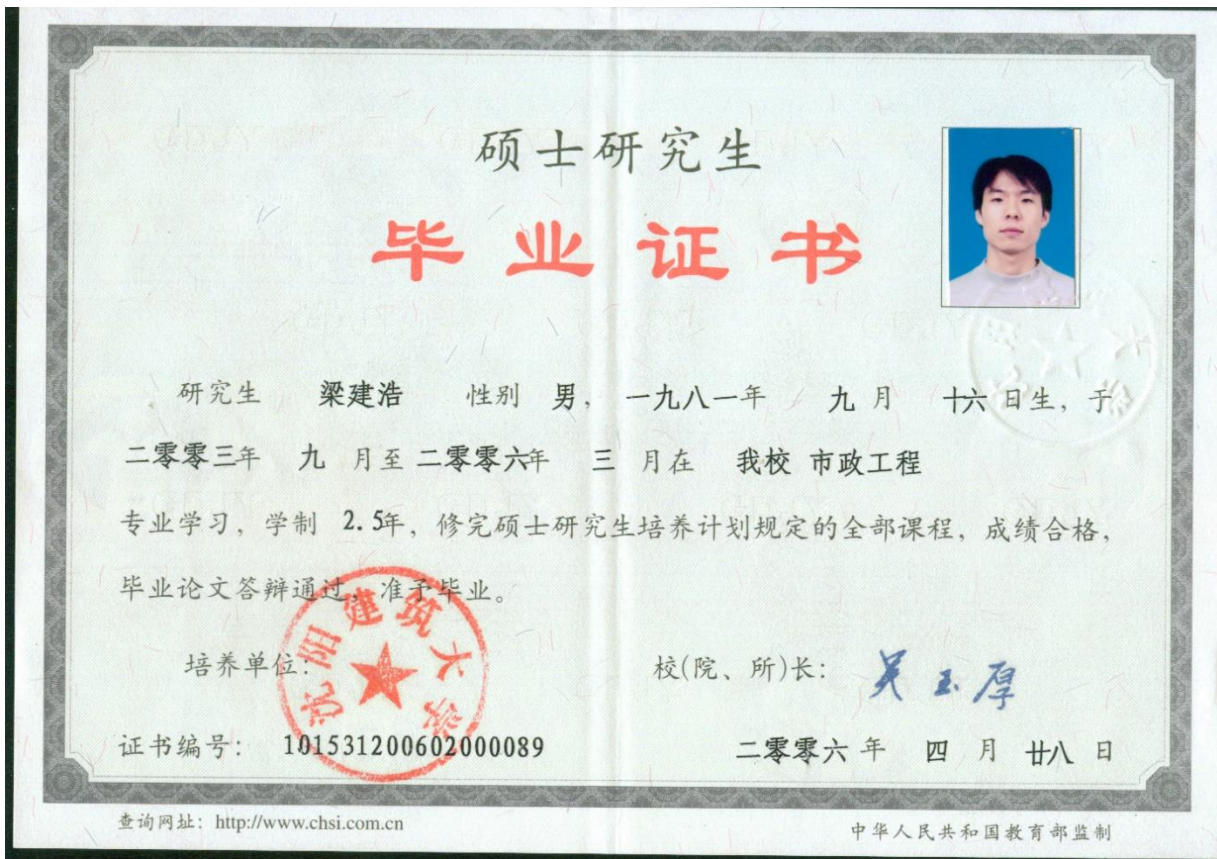 硕士研究生
毕业证书
研究生 梁建浩 性别 男，一九八一年 九 月 十六 日生，于
二零零三年 九 月至 二零零六年 三 月在 我校 市政工程
专业学习，学制 2.5年，修完硕士研究生培养计划规定的全部课程，成绩合格，
毕业论文答辩通过，准予毕业。
沈阳建筑大学
培养单位： 校(院、所)长： 吴玉厚
证书编号： 101531200602000089 二零零六 年 四 月 廿八 日
查询网址：http://www.chsi.com.cn 中华人民共和国教育部监制